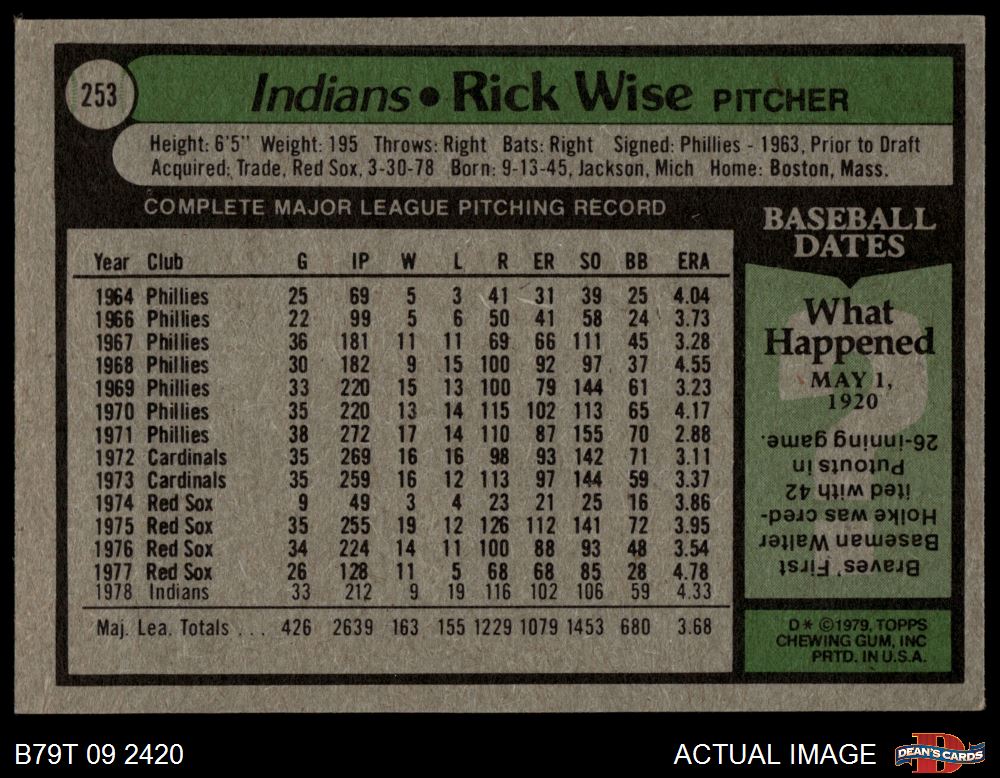 253
Indians • Rick Wise PITCHER
Height: 6'5" Weight: 195 Throws: Right Bats: Right Signed: Phillies - 1963, Prior to Draft
Acquired: Trade, Red Sox, 3-30-78 Born: 9-13-45, Jackson, Mich Home: Boston, Mass.
COMPLETE MAJOR LEAGUE PITCHING RECORD
Year Club G IP W L R ER SO BB ERA
1964 Phillies 25 69 5 3 41 31 39 25 4.04
1966 Phillies 22 99 5 6 50 41 58 24 3.73
1967 Phillies 36 181 11 11 69 66 111 45 3.28
1968 Phillies 30 182 9 15 100 92 97 37 4.55
1969 Phillies 33 220 15 13 100 79 144 61 3.23
1970 Phillies 35 220 13 14 115 102 113 65 4.17
1971 Phillies 38 272 17 14 110 87 155 70 2.88
1972 Cardinals 35 269 16 16 98 93 142 71 3.11
1973 Cardinals 35 259 16 12 113 97 144 59 3.37
1974 Red Sox 9 49 3 4 23 21 25 16 3.86
1975 Red Sox 35 255 19 12 126 112 141 72 3.95
1976 Red Sox 34 224 14 11 100 88 93 48 3.54
1977 Red Sox 26 128 11 5 68 68 85 28 4.78
1978 Indians 33 212 9 19 116 102 106 59 4.33
Maj. Lea. Totals ... 426 2639 163 155 1229 1079 1453 680 3.68
BASEBALL
DATES
What
Happened
MAY 1,
1920
?
Braves' First
Baseman Walter
Holke was cred-
ited with 42
Putouts in
26-inning game.
D* ©1979, TOPPS
CHEWING GUM, INC
PRTD. IN U.S.A.
B79T 09 2420
ACTUAL IMAGE
DEAN'S CARDS